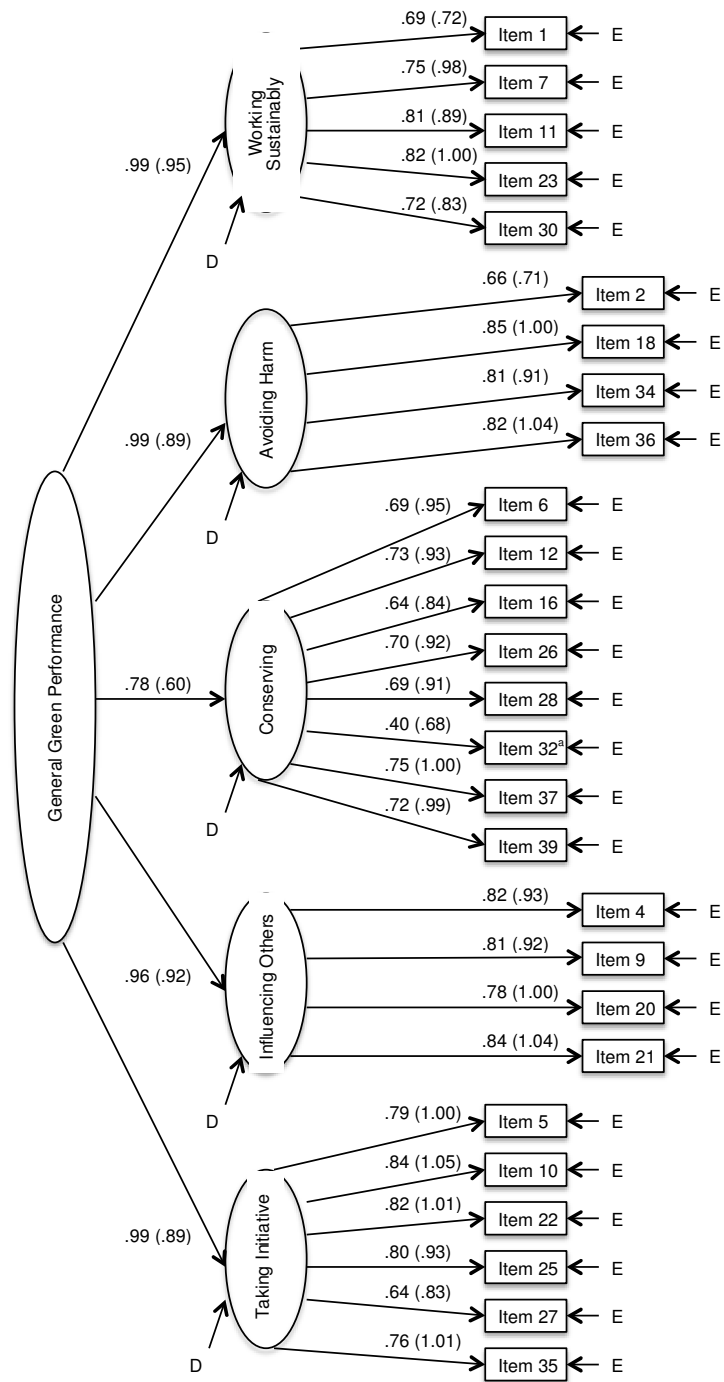 General Green Performance
.99 (.95)
.99 (.89)
.78 (.60)
.96 (.92)
.99 (.89)
Working
Sustainably
D
.69 (.72)
Item 1
E
.75 (.98)
Item 7
E
.81 (.89)
Item 11
E
.82 (1.00)
Item 23
E
.72 (.83)
Item 30
E
Avoiding Harm
D
.66 (.71)
Item 2
E
.85 (1.00)
Item 18
E
.81 (.91)
Item 34
E
.82 (1.04)
Item 36
E
Conserving
D
.69 (.95)
Item 6
E
.73 (.93)
Item 12
E
.64 (.84)
Item 16
E
.70 (.92)
Item 26
E
.69 (.91)
Item 28
E
.40 (.68)
Item 32ª
E
.75 (1.00)
Item 37
E
.72 (.99)
Item 39
E
Influencing Others
D
.82 (.93)
Item 4
E
.81 (.92)
Item 9
E
.78 (1.00)
Item 20
E
.84 (1.04)
Item 21
E
Taking Initiative
D
.79 (1.00)
Item 5
E
.84 (1.05)
Item 10
E
.82 (1.01)
Item 22
E
.80 (.93)
Item 25
E
.64 (.83)
Item 27
E
.76 (1.01)
Item 35
E